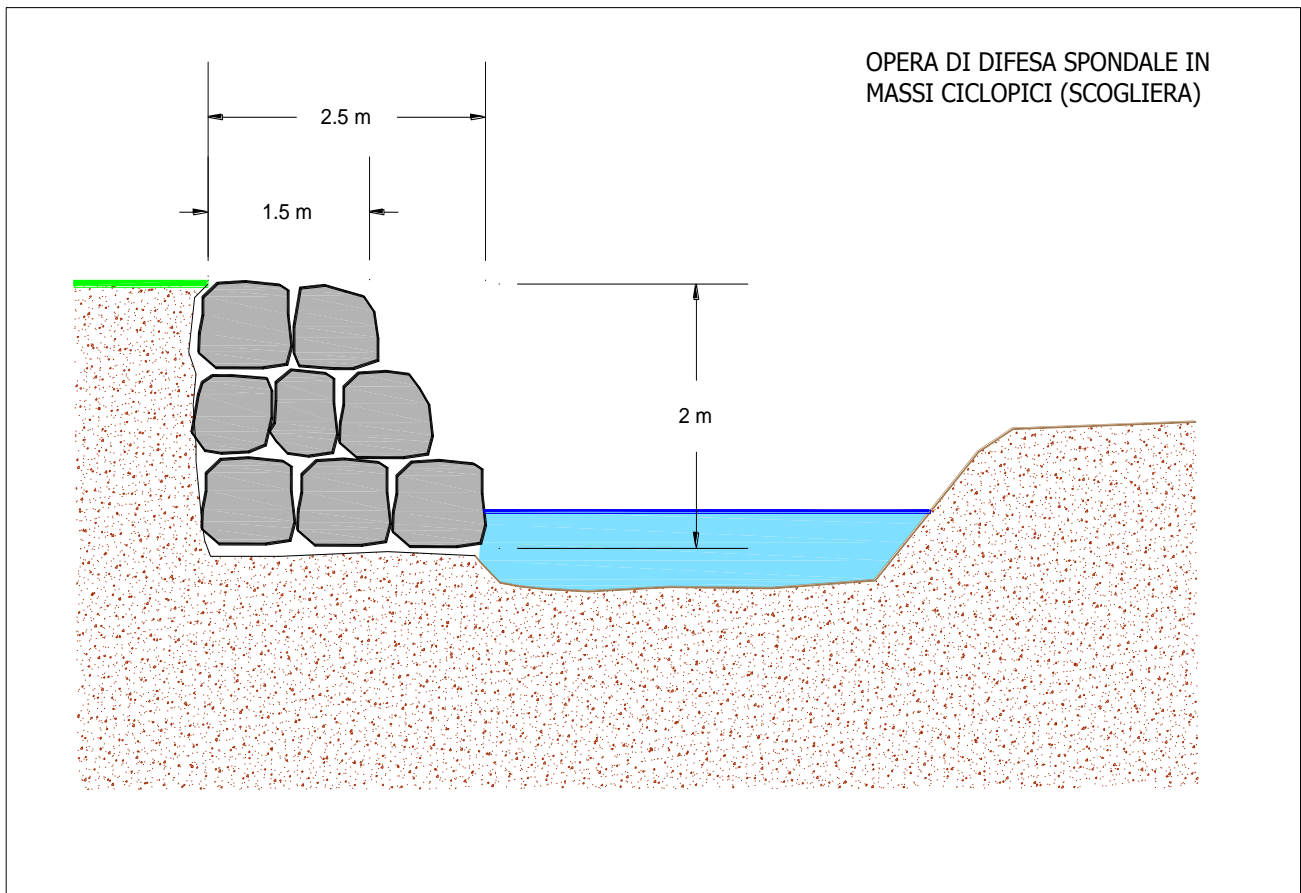 OPERA DI DIFESA SPONDALE IN
MASSI CICLOPICI (SCOGLIERA)
2.5 m
1.5 m
2 m